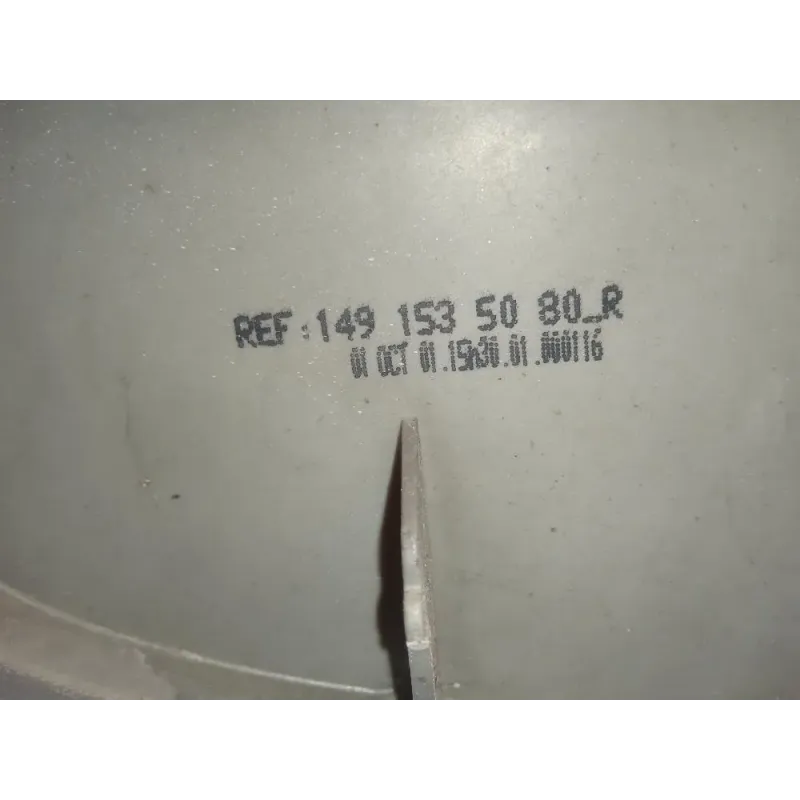 REF:149 153 50 80_R
01 OCT 01.15h30.01.000116